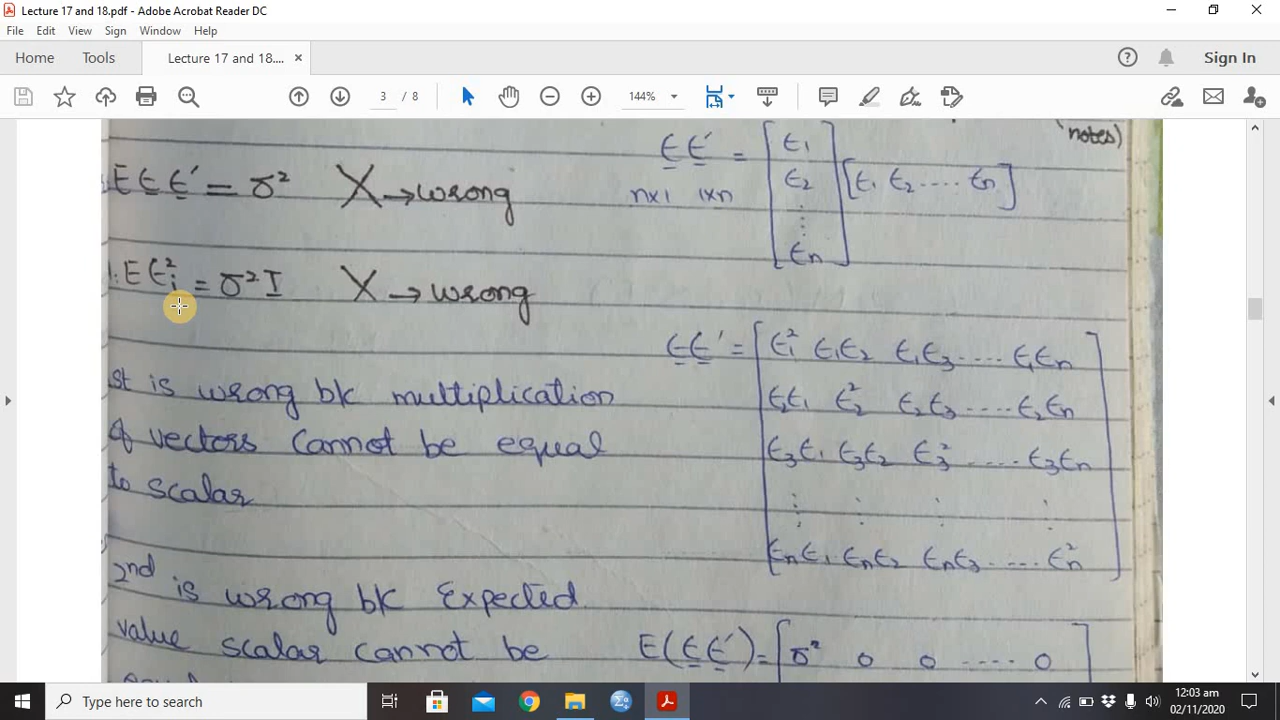 Lecture 17 and 18.pdf - Adobe Acrobat Reader DC
File Edit View Sign Window Help
Home Tools Lecture 17 and 18.... × Sign In
3 / 8 144%
notes)
E ϵ ϵ' = σ² X → wrong
ϵ ϵ' = [ϵ1 ϵ2 ⋮ ϵn] [ϵ1 ϵ2 .... ϵn]
n×1 1×n
E ϵi² = σ² I X → wrong
ϵ ϵ' = [ϵ1² ϵ1ϵ2 ϵ1ϵ3 .... ϵ1ϵn
ϵ2ϵ1 ϵ2² ϵ2ϵ3 .... ϵ2ϵn
ϵ3ϵ1 ϵ3ϵ2 ϵ3² .... ϵ3ϵn
⋮ ⋮ ⋮ ⋮
ϵnϵ1 ϵnϵ2 ϵnϵ3 .... ϵn²]
st is wrong bk multiplication
of vectors cannot be equal
to scalar
2nd is wrong bk Expected
value scalar cannot be
E(ϵ ϵ') = [σ² 0 0 .... 0]
Type here to search
12:03 am
02/11/2020